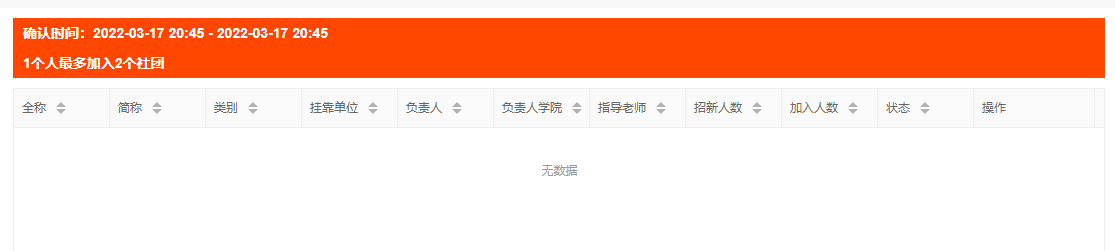 确认时间：2022-03-17 20:45 - 2022-03-17 20:45
1个人最多加入2个社团
全称 简称 类别 挂靠单位 负责人 负责人学院 指导老师 招新人数 加入人数 状态 操作
无数据